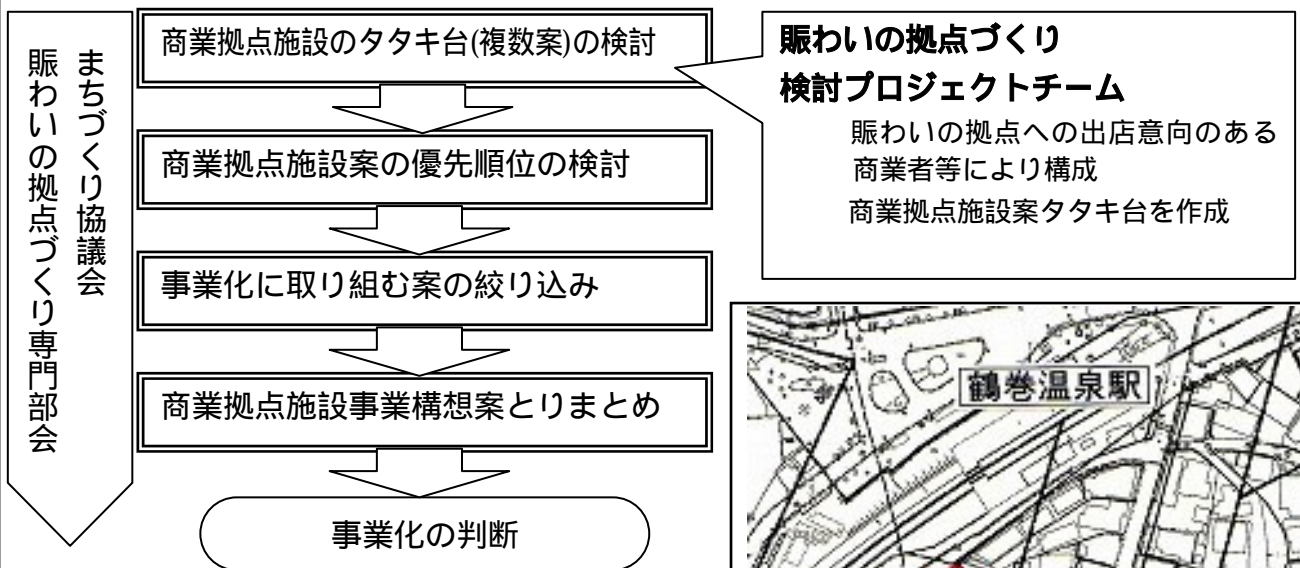 まちづくり協議会
賑わいの拠点づくり専門部会
商業拠点施設のタタキ台(複数案)の検討
商業拠点施設案の優先順位の検討
事業化に取り組む案の絞り込み
商業拠点施設事業構想案とりまとめ
事業化の判断
賑わいの拠点づくり
検討プロジェクトチーム
賑わいの拠点への出店意向のある
商業者等により構成
商業拠点施設案タタキ台を作成
鶴巻温泉駅